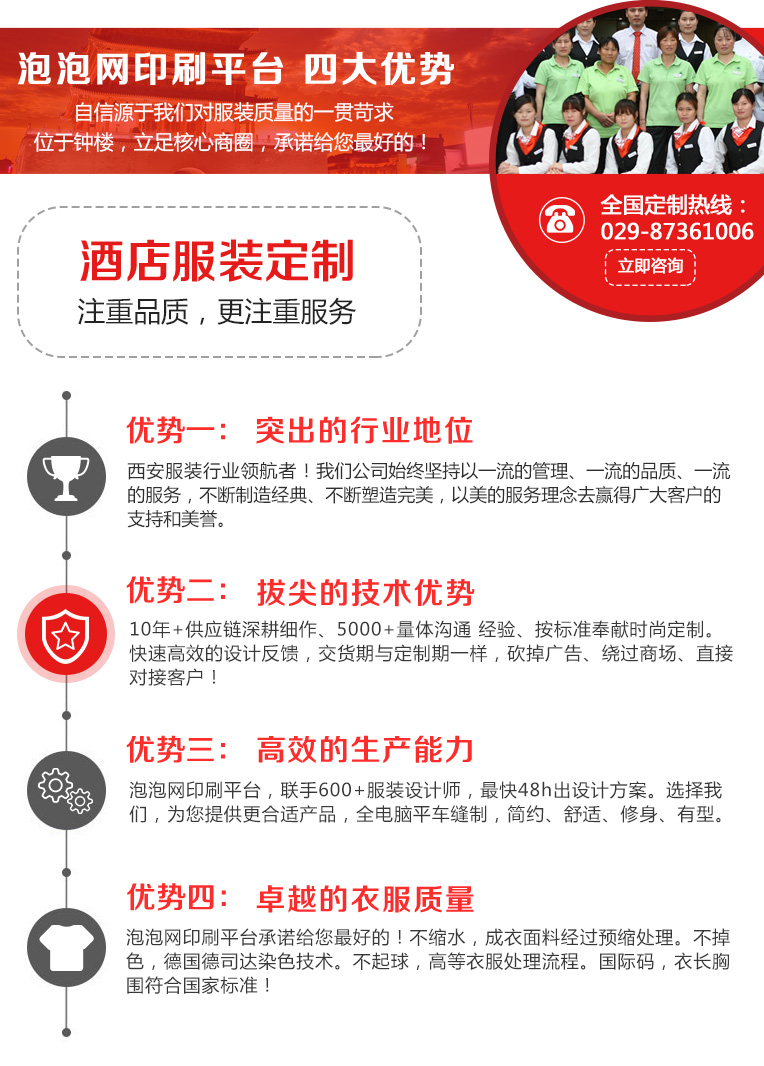 泡泡网印刷平台 四大优势
自信源于我们对服装质量的一贯苛求
位于钟楼，立足核心商圈，承诺给您最好的！
全国定制热线：
029-87361006
立即咨询
酒店服装定制
注重品质，更注重服务
优势一： 突出的行业地位
西安服装行业领航者！我们公司始终坚持以一流的管理、一流的品质、一流
的服务，不断制造经典、不断塑造完美，以美的服务理念去赢得广大客户的
支持和美誉。
优势二： 拔尖的技术优势
10年+供应链深耕细作、5000+量体沟通 经验、按标准奉献时尚定制。
快速高效的设计反馈，交货期与定制期一样，砍掉广告、绕过商场、直接
对接客户！
优势三： 高效的生产能力
泡泡网印刷平台，联手600+服装设计师，最快48h出设计方案。选择我
们，为您提供更合适产品，全电脑平车缝制，简约、舒适、修身、有型。
优势四： 卓越的衣服质量
泡泡网印刷平台承诺给您最好的！不缩水，成衣面料经过预缩处理。不掉
色，德国德司达染色技术。不起球，高等衣服处理流程。国际码，衣长胸
围符合国家标准！